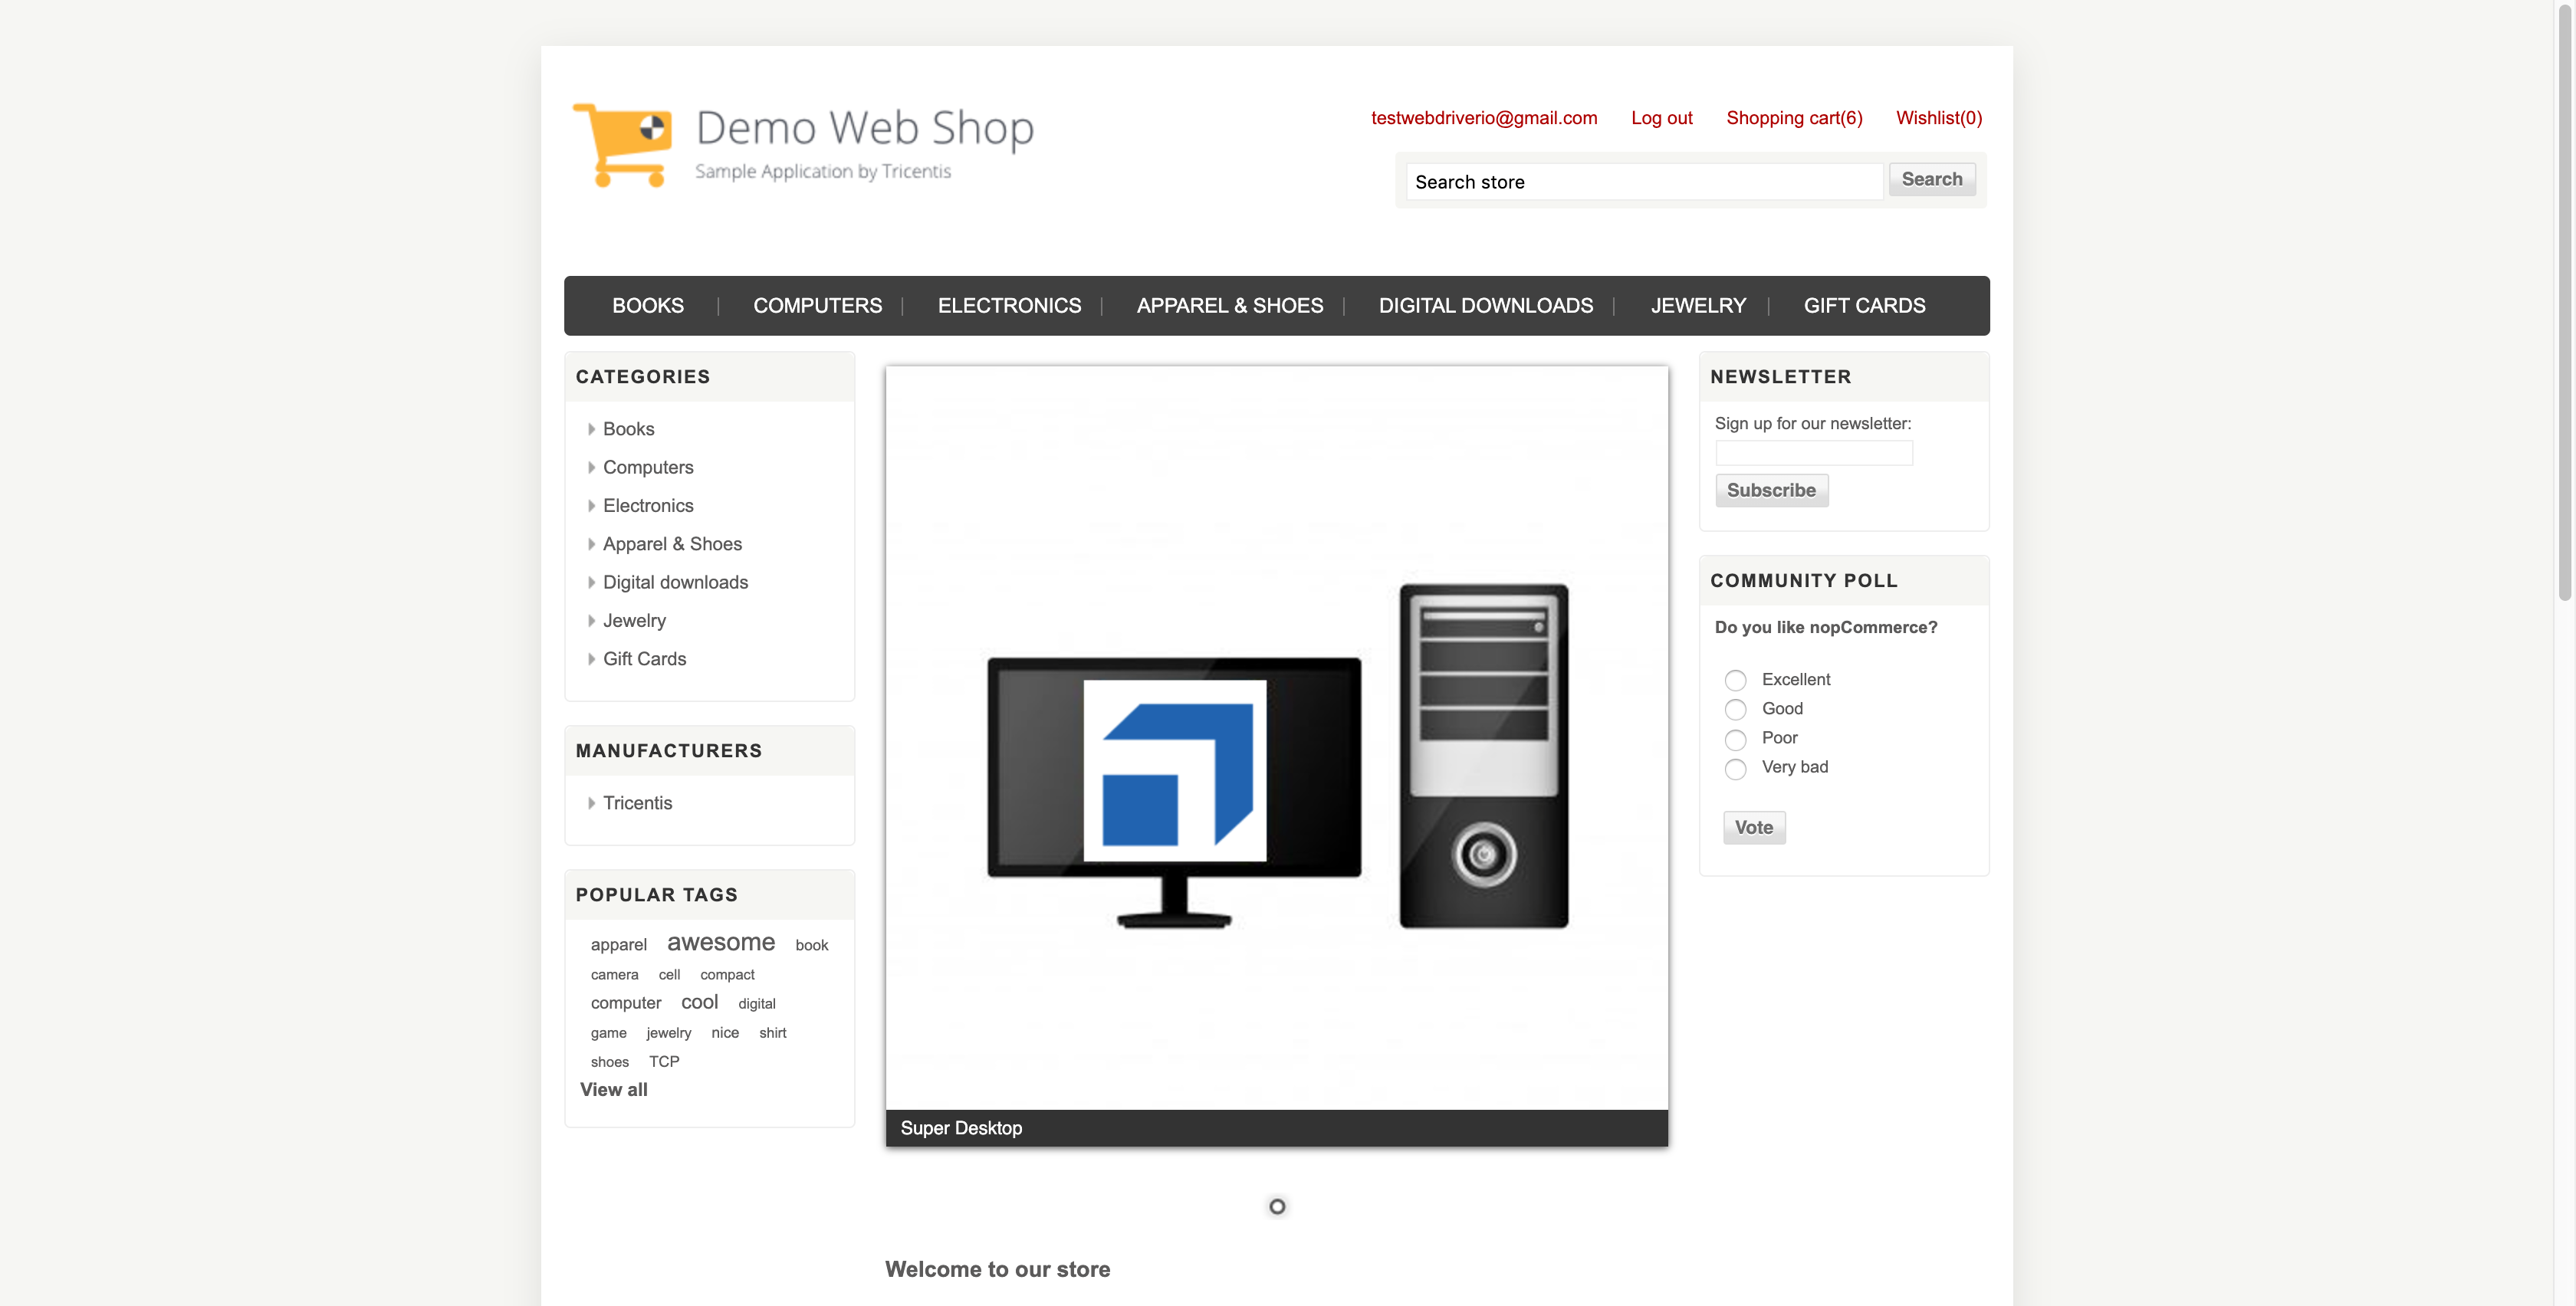 Demo Web Shop
Sample Application by Tricentis
testwebdriverio@gmail.com Log out Shopping cart(6) Wishlist(0)
Search store Search
BOOKS COMPUTERS ELECTRONICS APPAREL & SHOES DIGITAL DOWNLOADS JEWELRY GIFT CARDS
CATEGORIES
Books
Computers
Electronics
Apparel & Shoes
Digital downloads
Jewelry
Gift Cards
MANUFACTURERS
Tricentis
POPULAR TAGS
apparel awesome book
camera cell compact
computer cool digital
game jewelry nice shirt
shoes TCP
View all
Super Desktop
Welcome to our store
NEWSLETTER
Sign up for our newsletter:
Subscribe
COMMUNITY POLL
Do you like nopCommerce?
Excellent
Good
Poor
Very bad
Vote